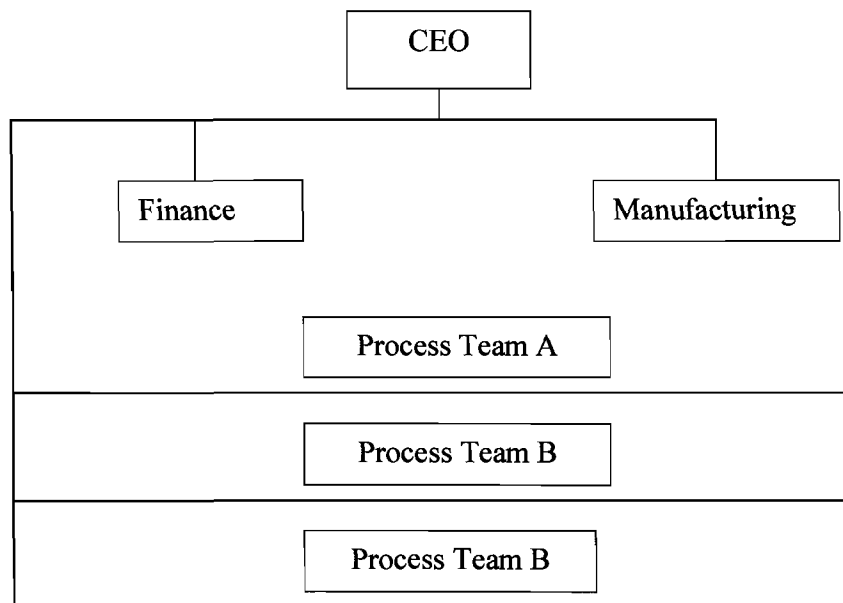 CEO
Finance
Manufacturing
Process Team A
Process Team B
Process Team B